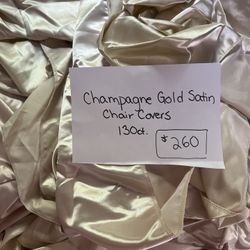 Champagne Gold Satin
Chair Covers
130ct.
$260